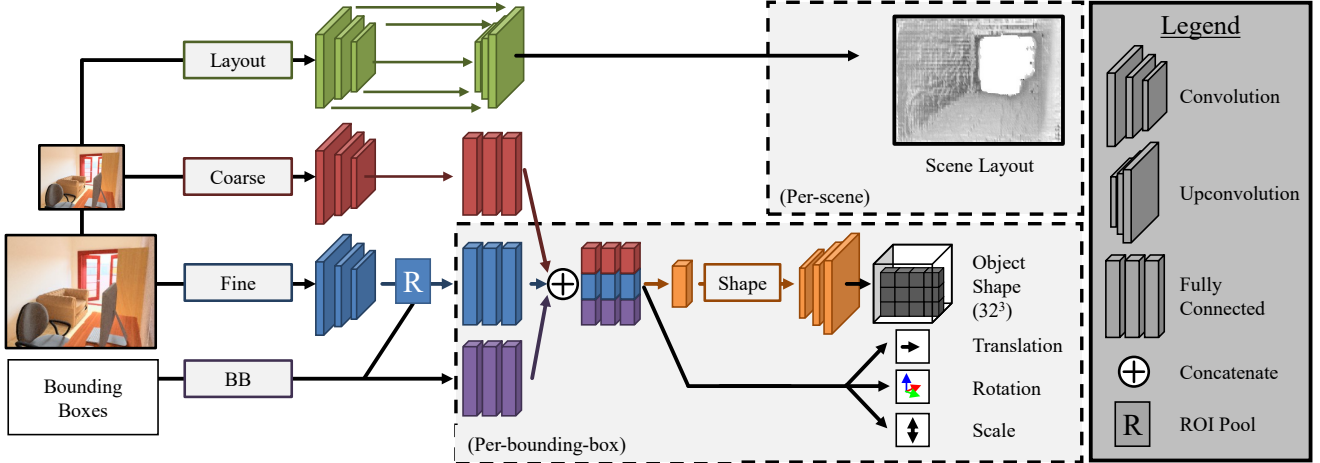 Layout
Coarse
Fine
R
BB
Bounding
Boxes
Scene Layout
(Per-scene)
Shape
Object
Shape
(32³)
Translation
Rotation
Scale
(Per-bounding-box)
Legend
Convolution
Upconvolution
Fully
Connected
Concatenate
R
ROI Pool